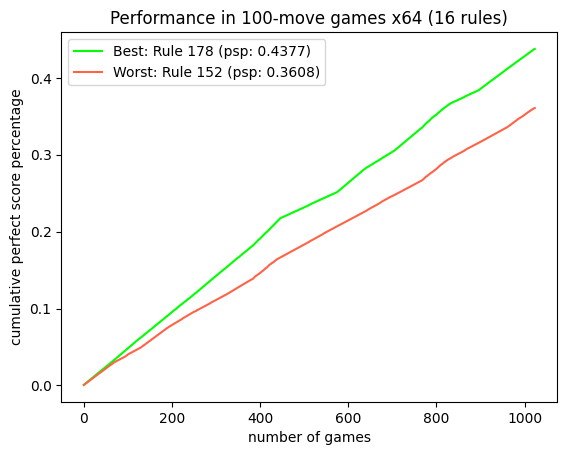 Performance in 100-move games x64 (16 rules)
Best: Rule 178 (psp: 0.4377)
Worst: Rule 152 (psp: 0.3608)
cumulative perfect score percentage
0.4
0.3
0.2
0.1
0.0
0
200
400
600
800
1000
number of games